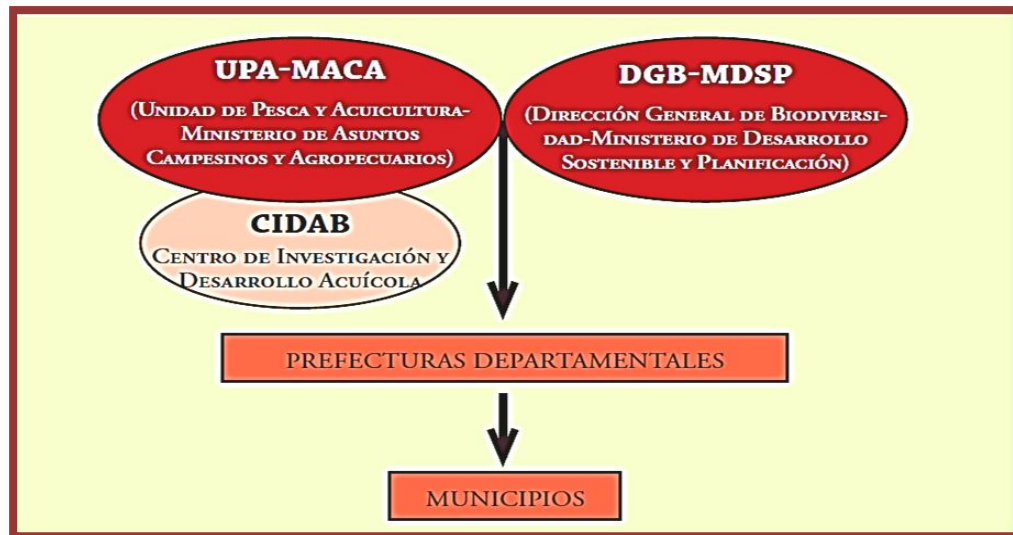 UPA-MACA
(Unidad de Pesca y Acuicultura-
Ministerio de Asuntos
Campesinos y Agropecuarios)
DGB-MDSP
(Dirección General de Biodiversi-
dad-Ministerio de Desarrollo
Sostenible y Planificación)
CIDAB
Centro de Investigación y
Desarrollo Acuícola
PREFECTURAS DEPARTAMENTALES
MUNICIPIOS